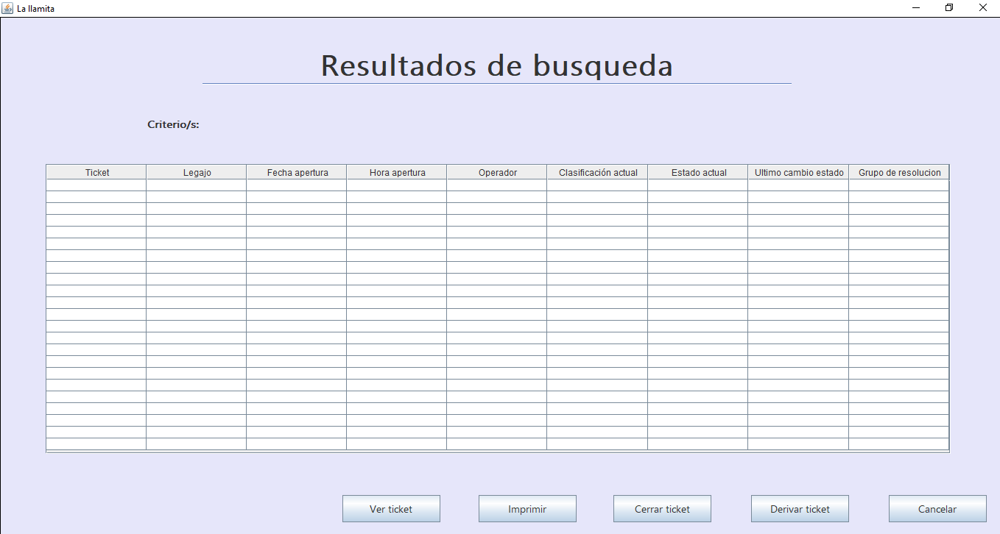 La llamita
Resultados de busqueda
Criterio/s:
Ticket Legajo Fecha apertura Hora apertura Operador Clasificación actual Estado actual Ultimo cambio estado Grupo de resolucion
Ver ticket Imprimir Cerrar ticket Derivar ticket Cancelar